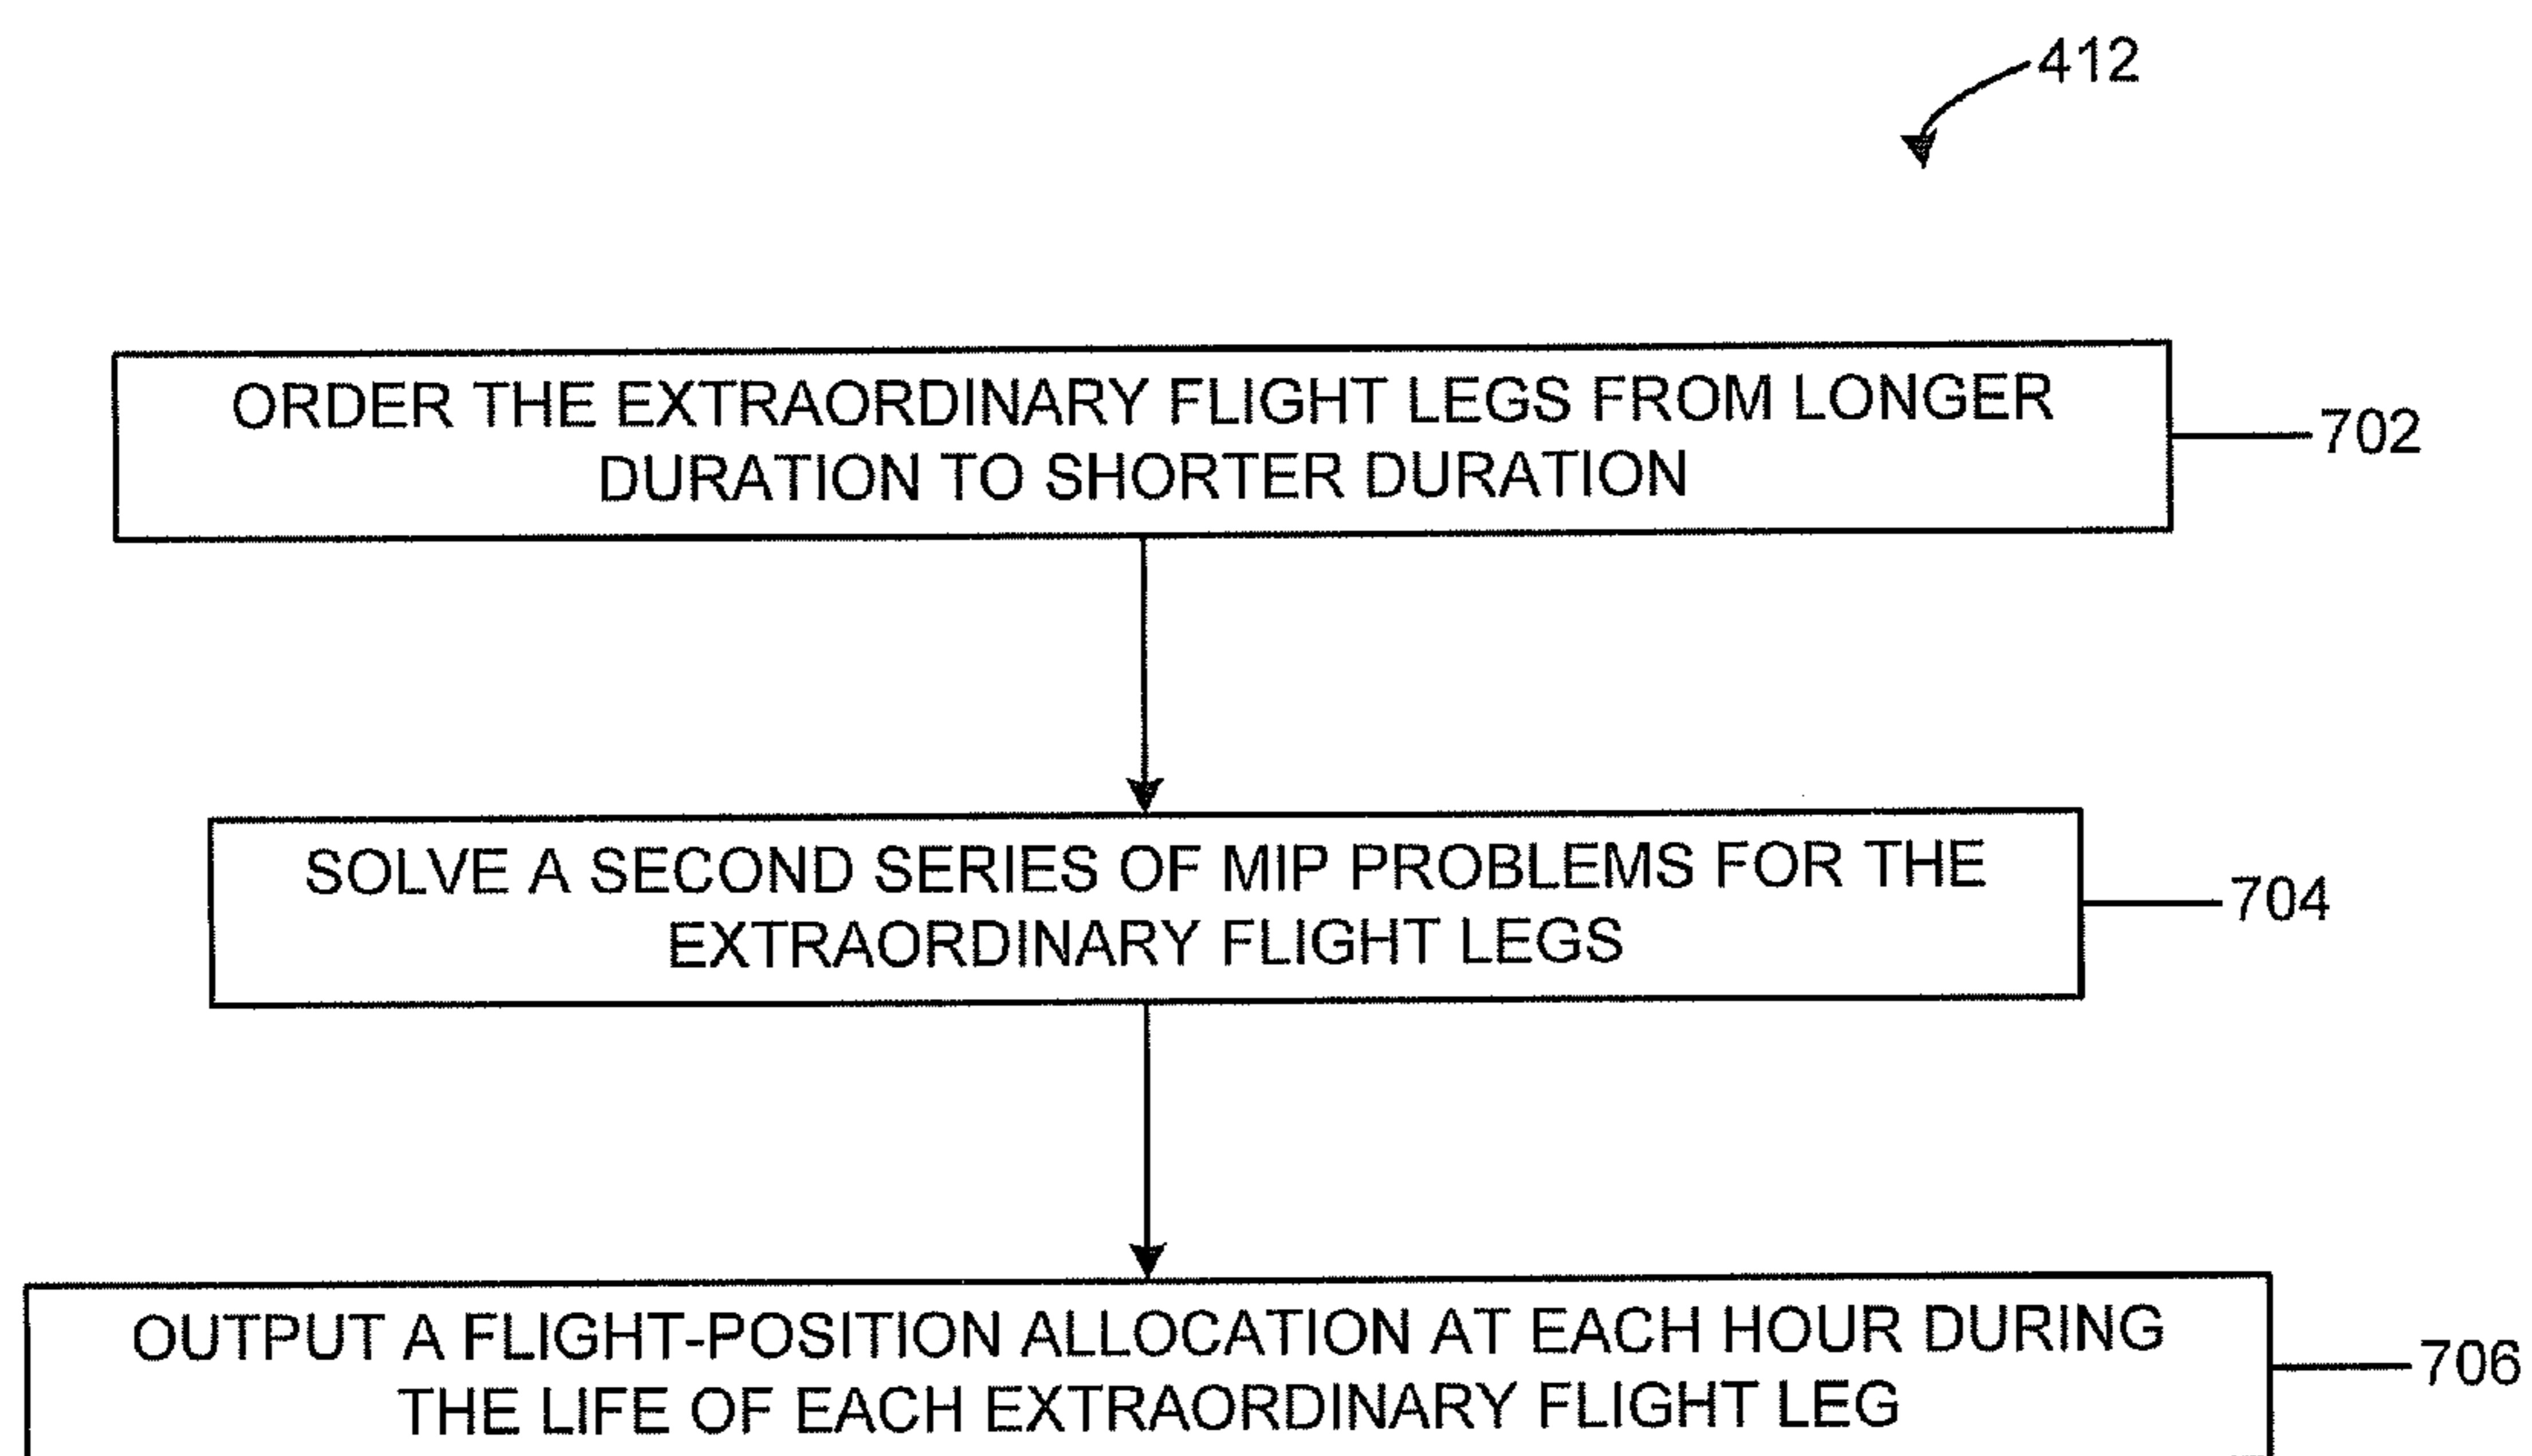 412
ORDER THE EXTRAORDINARY FLIGHT LEGS FROM LONGER
DURATION TO SHORTER DURATION
702
SOLVE A SECOND SERIES OF MIP PROBLEMS FOR THE
EXTRAORDINARY FLIGHT LEGS
704
OUTPUT A FLIGHT-POSITION ALLOCATION AT EACH HOUR DURING
THE LIFE OF EACH EXTRAORDINARY FLIGHT LEG
706